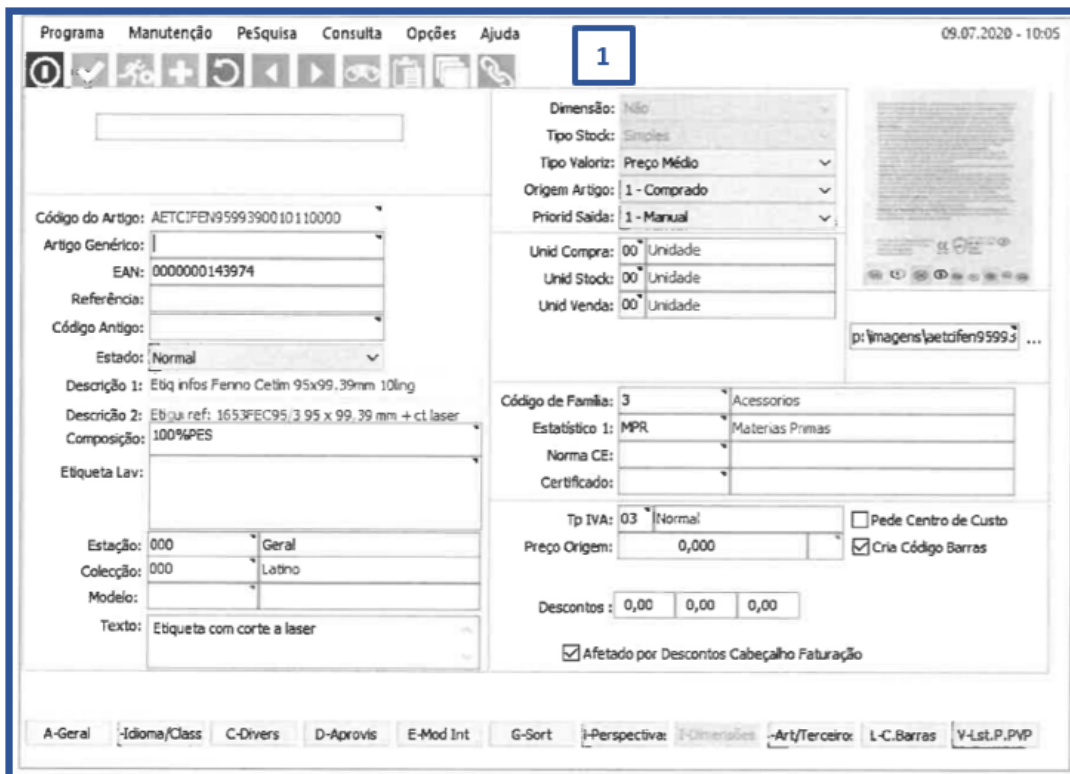 Programa Manutenção PeSquisa Consulta Opções Ajuda
09.07.2020 - 10:05
1
Código do Artigo: AETCIFEN9599390010110000
Artigo Genérico:
EAN: 0000000143974
Referência:
Código Antigo:
Estado: Normal
Descrição 1: Etiq infos Fenno Cetim 95x99.39mm 10ling
Descrição 2: Etiqui ref: 1653FEC95/3 95 x 99.39 mm + ct laser
Composição: 100%PES
Etiqueta Lav:
Estação: 000 Geral
Colecção: 000 Latino
Modelo:
Texto: Etiqueta com corte a laser
Dimensão: Não
Tipo Stock: Simples
Tipo Valoriz: Preço Médio
Origem Artigo: 1 - Comprado
Priorid Saida: 1 - Manual
Unid Compra: 00 Unidade
Unid Stock: 00 Unidade
Unid Venda: 00 Unidade
p:\imagens\aetcifen95993 ...
Código de Familia: 3 Acessorios
Estatístico 1: MPR Materias Primas
Norma CE:
Certificado:
Tp IVA: 03 Normal
Pede Centro de Custo
Preço Origem: 0,000
Cria Código Barras
Descontos : 0,00 0,00 0,00
Afetado por Descontos Cabeçalho Faturação
A-Geral -Idioma/Class C-Divers D-Aprovis E-Mod Int G-Sort i-Perspectiva: I-Dimensões -Art/Terceiro: L-C.Barras V-Lst.P.PVP